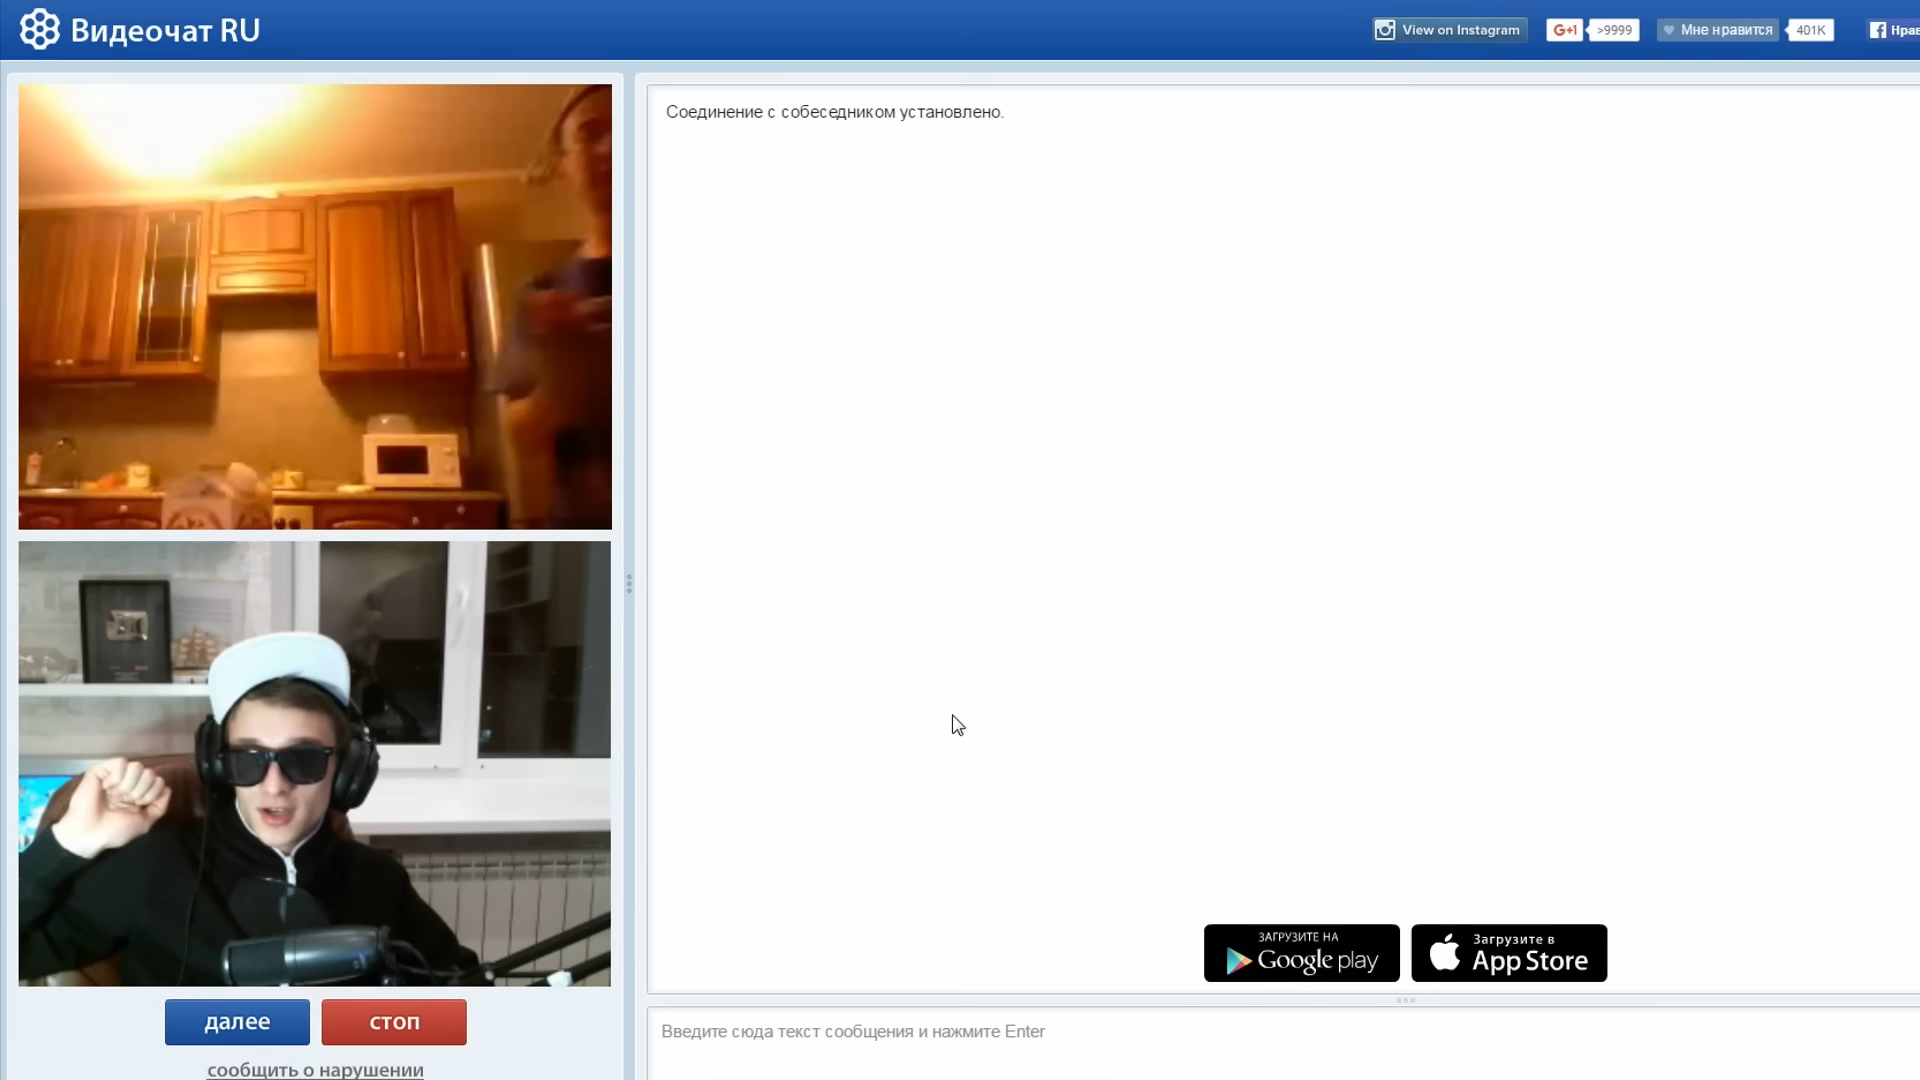 Видеочат RU
View on Instagram
G+1
>9999
Мне нравится
401K
Соединение с собеседником установлено.
ЗАГРУЗИТЕ НА
Google play
Загрузите в
App Store
далее
стоп
сообщить о нарушении
Введите сюда текст сообщения и нажмите Enter